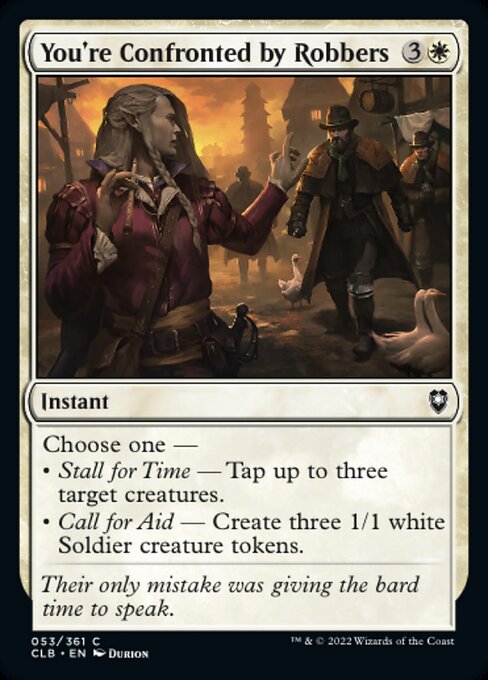 You're Confronted by Robbers 3
Instant
Choose one —
• Stall for Time — Tap up to three
target creatures.
• Call for Aid — Create three 1/1 white
Soldier creature tokens.
Their only mistake was giving the bard
time to speak.
053/361 C
CLB • EN Durion
™ & © 2022 Wizards of the Coast